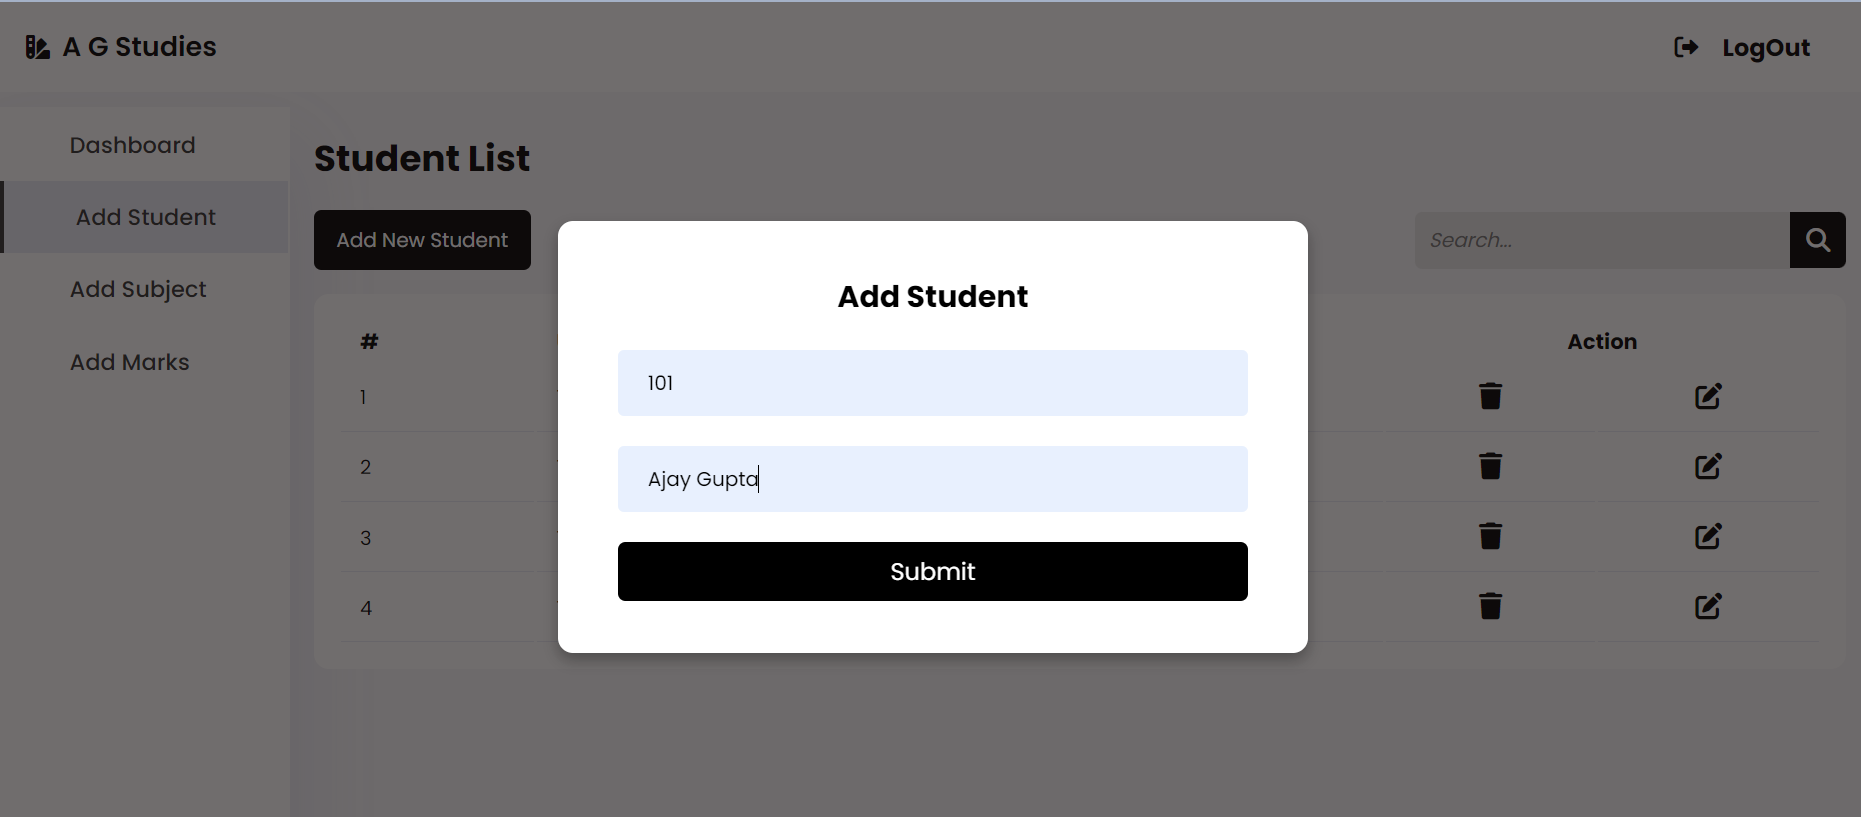 A G Studies
LogOut
Dashboard
Add Student
Add Subject
Add Marks
Student List
Add New Student
Search...
# Action
1
2
3
4
Add Student
101
Ajay Gupta
Submit